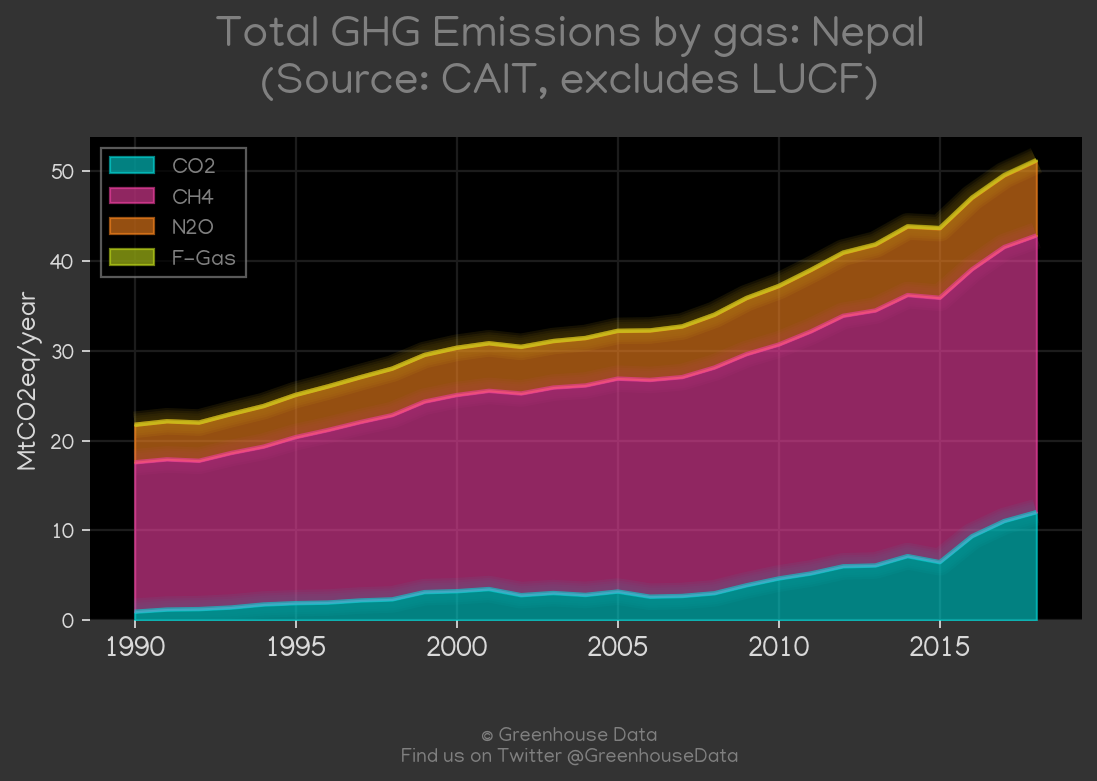 Total GHG Emissions by gas: Nepal
(Source: CAIT, excludes LUCF)
CO2
CH4
N2O
F-Gas
MtCO2eq/year
50
40
30
20
10
0
1990 1995 2000 2005 2010 2015
© Greenhouse Data
Find us on Twitter @GreenhouseData